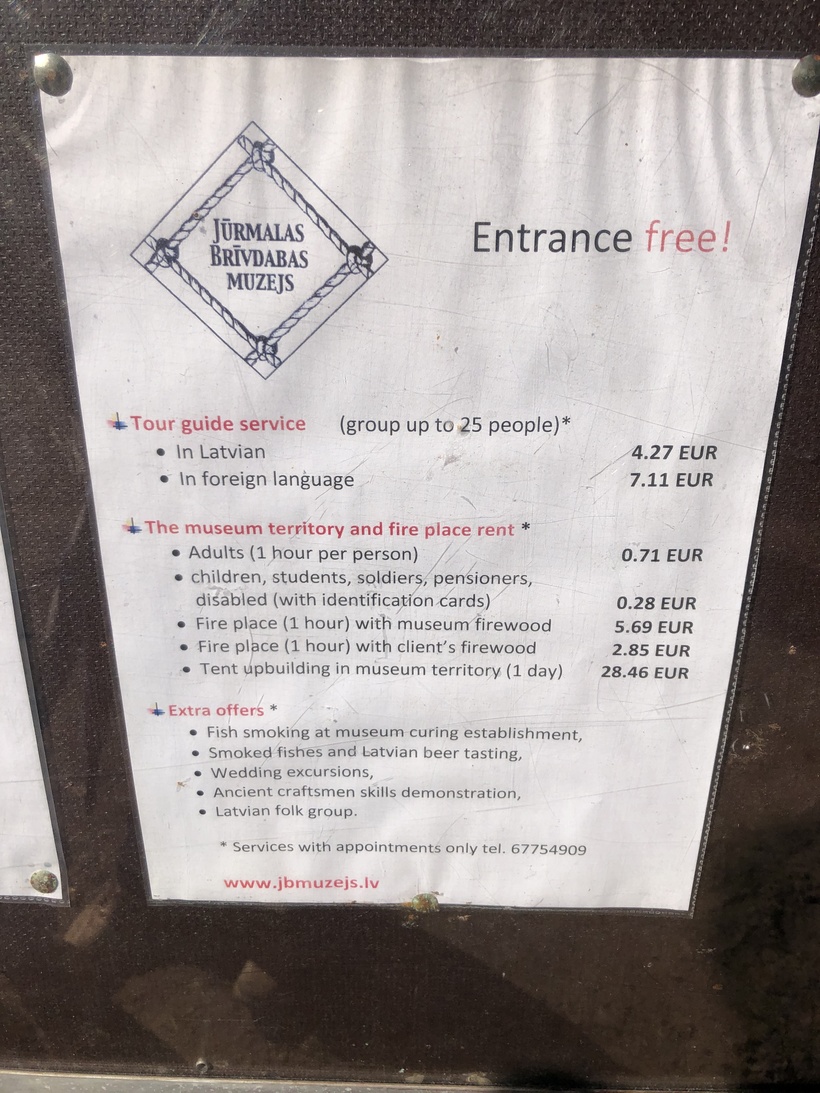 JŪRMALAS
BRĪVDABAS
MUZEJS
Entrance free!
Tour guide service (group up to 25 people)*
• In Latvian 4.27 EUR
• In foreign language 7.11 EUR
The museum territory and fire place rent *
• Adults (1 hour per person) 0.71 EUR
• children, students, soldiers, pensioners,
disabled (with identification cards) 0.28 EUR
• Fire place (1 hour) with museum firewood 5.69 EUR
• Fire place (1 hour) with client's firewood 2.85 EUR
• Tent upbuilding in museum territory (1 day) 28.46 EUR
Extra offers *
• Fish smoking at museum curing establishment,
• Smoked fishes and Latvian beer tasting,
• Wedding excursions,
• Ancient craftsmen skills demonstration,
• Latvian folk group.
* Services with appointments only tel. 67754909
www.jbmuzejs.lv